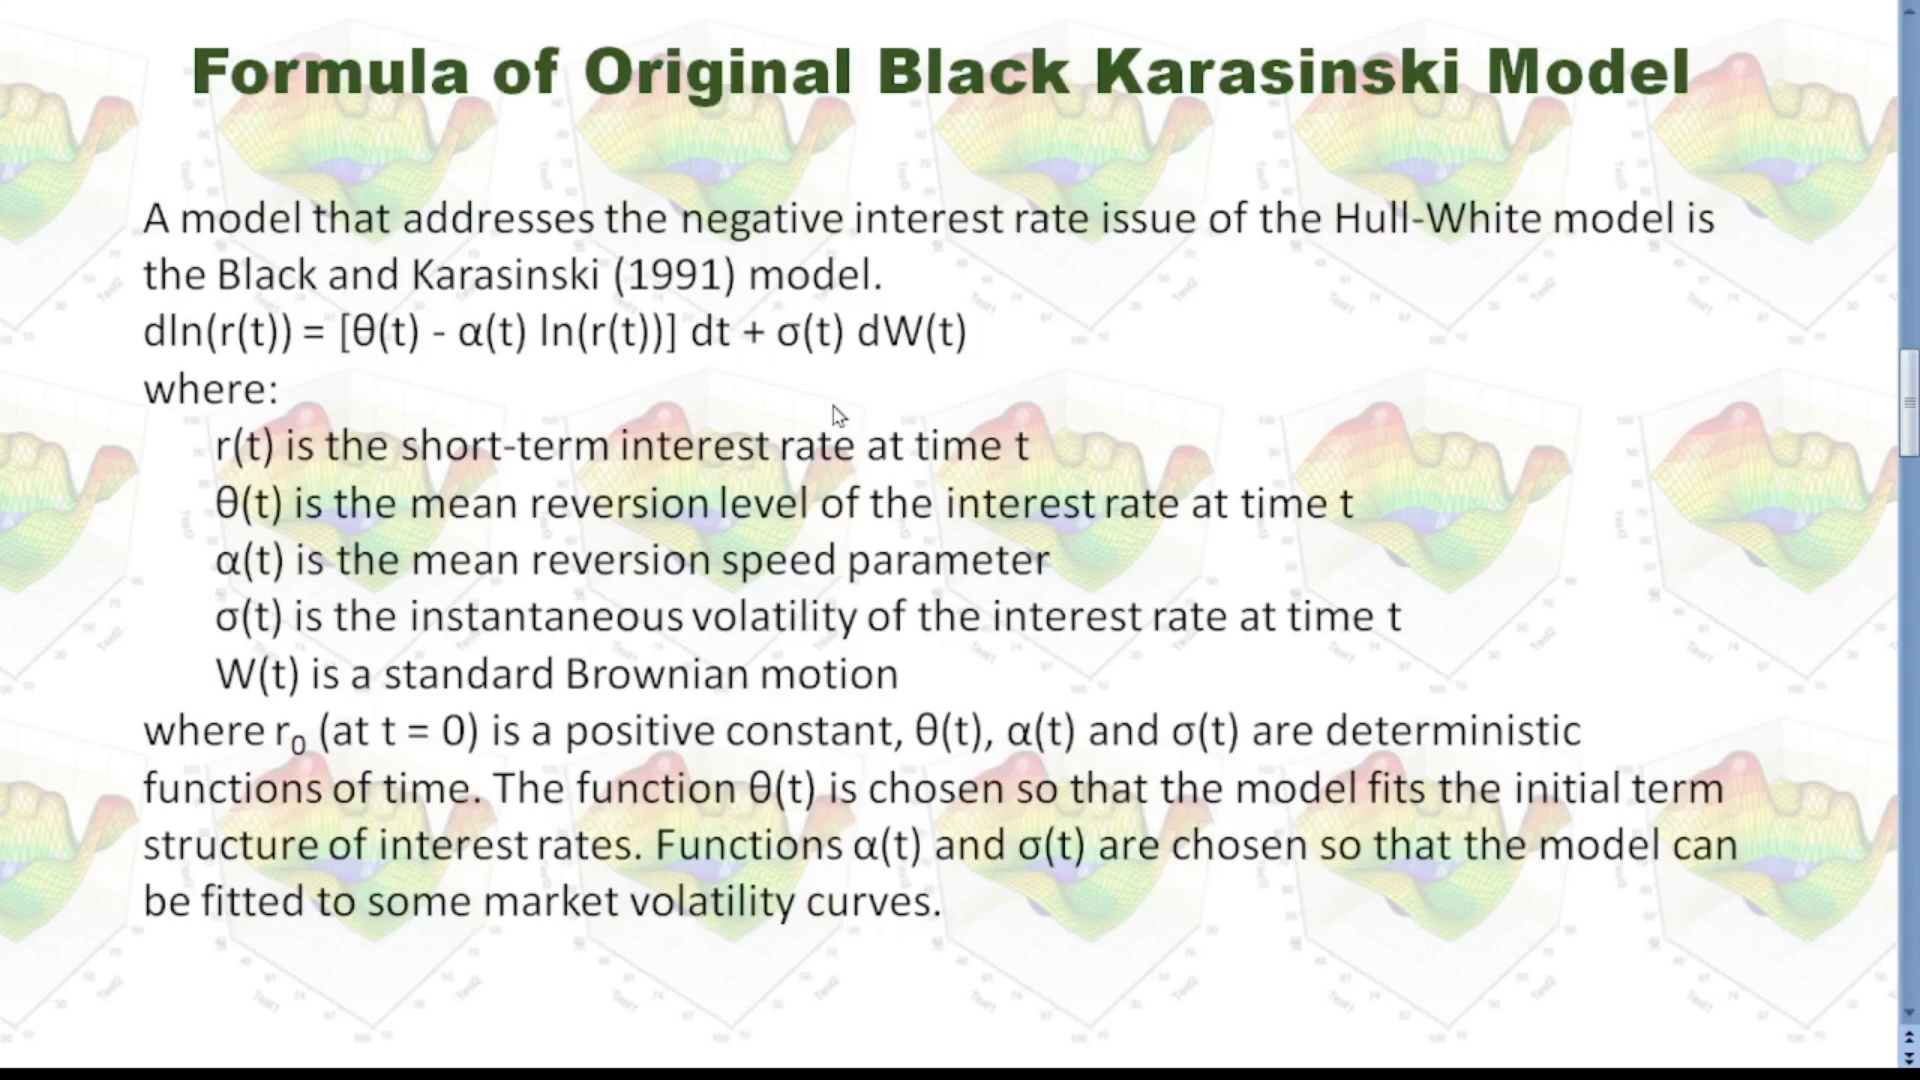 Formula of Original Black Karasinski Model
A model that addresses the negative interest rate issue of the Hull-White model is
the Black and Karasinski (1991) model.
dln(r(t)) = [θ(t) - α(t) ln(r(t))] dt + σ(t) dW(t)
where:
r(t) is the short-term interest rate at time t
θ(t) is the mean reversion level of the interest rate at time t
α(t) is the mean reversion speed parameter
σ(t) is the instantaneous volatility of the interest rate at time t
W(t) is a standard Brownian motion
where r₀ (at t = 0) is a positive constant, θ(t), α(t) and σ(t) are deterministic
functions of time. The function θ(t) is chosen so that the model fits the initial term
structure of interest rates. Functions α(t) and σ(t) are chosen so that the model can
be fitted to some market volatility curves.